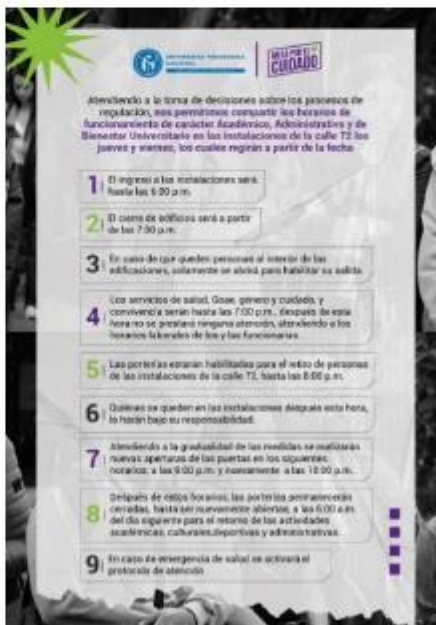 UNIVERSIDAD PEDAGÓGICA
NACIONAL
CUIDADO
Atendiendo a la toma de decisiones sobre los procesos de
regulación, nos permitimos compartir los horarios de
funcionamiento de carácter Académico, Administrativo y de
Bienestar Universitario en las instalaciones de la calle 72 los
jueves y viernes, los cuales regirán a partir de la fecha
1 El ingreso a las instalaciones será
hasta las 6:00 p.m.
2 El cierre de edificios será a partir
de las 7:00 p.m.
3 En caso de que queden personas al interior de las
edificaciones, solamente se abrirá para habilitar su salida.
4 Los servicios de salud, Goae, género y cuidado, y
convivencia serán hasta las 7:00 p.m., después de esta
hora no se prestará ninguna atención, atendiendo a los
horarios laborales de los y las funcionarias.
5 Las porterías estarán habilitadas para el retiro de personas
de las instalaciones de la calle 72, hasta las 8:00 p.m.
6 Quiénes se queden en las instalaciones después esta hora,
lo harán bajo su responsabilidad.
7 Atendiendo a la gradualidad de las medidas se realizarán
nuevas aperturas de las puertas en los siguientes
horarios: a las 9:00 p.m. y nuevamente a las 10:00 p.m.
8 Después de estos horarios, las porterías permanecerán
cerradas, hasta ser nuevamente abiertas, a las 6:00 a.m.
del día siguiente para el retorno de las actividades
académicas, culturales,deportivas y administrativas.
9 En caso de emergencia de salud se activará el
protocolo de atención